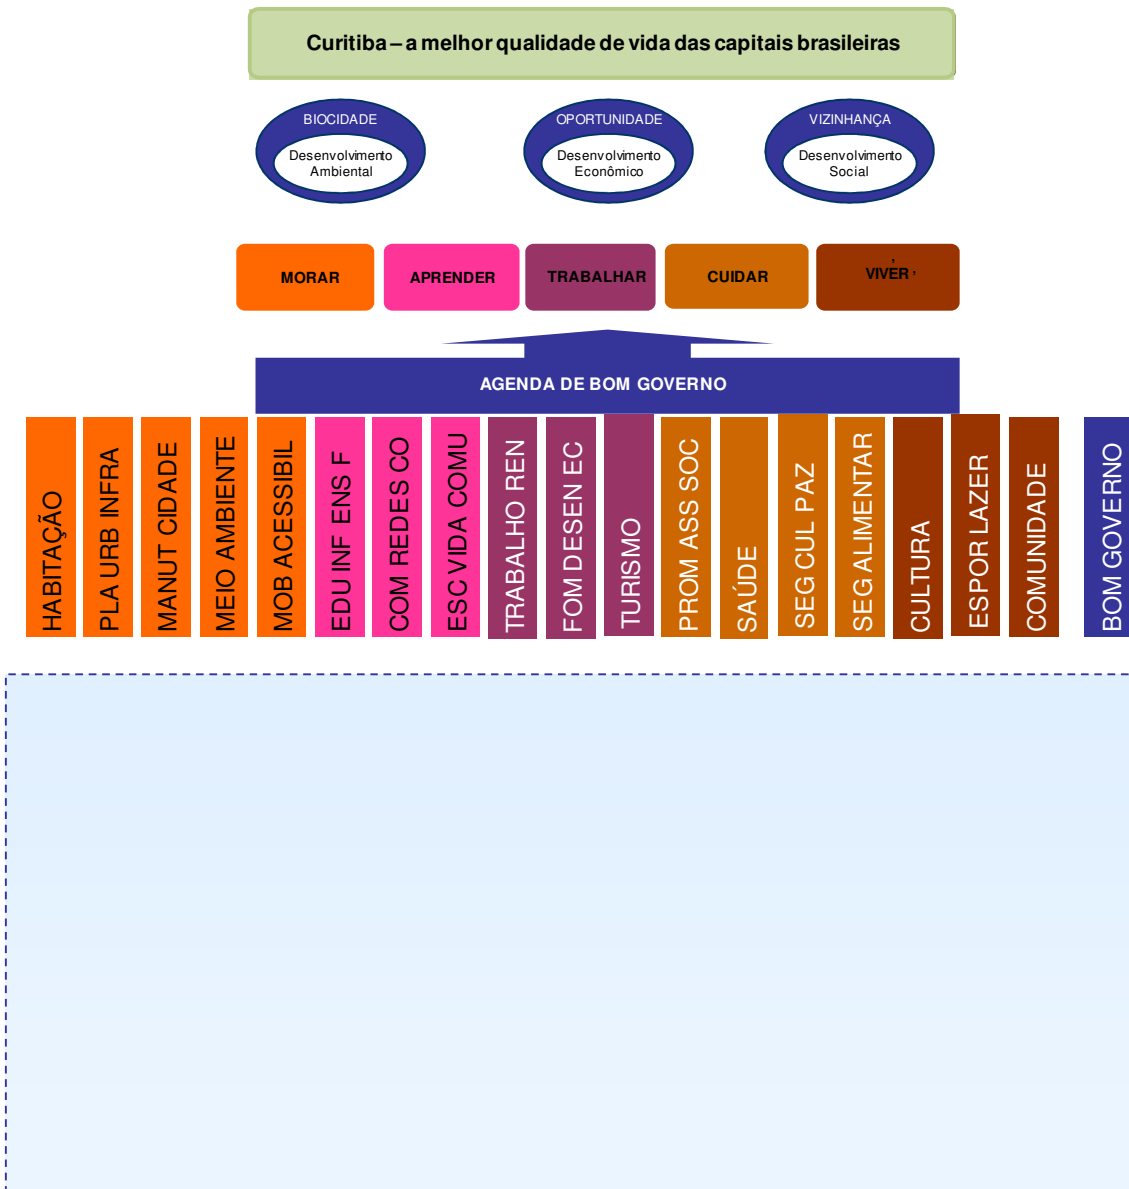 Curitiba – a melhor qualidade de vida das capitais brasileiras
BIOCIDADE
Desenvolvimento
Ambiental
OPORTUNIDADE
Desenvolvimento
Econômico
VIZINHANÇA
Desenvolvimento
Social
MORAR
APRENDER
TRABALHAR
CUIDAR
,
VIVER ,
AGENDA DE BOM GOVERNO
HABITAÇÃO
PLA URB INFRA
MANUT CIDADE
MEIO AMBIENTE
MOB ACESSIBIL
EDU INF ENS F
COM REDES CO
ESC VIDA COMU
TRABALHO REN
FOM DESEN EC
TURISMO
PROM ASS SOC
SAÚDE
SEG CUL PAZ
SEG ALIMENTAR
CULTURA
ESPOR LAZER
COMUNIDADE
BOM GOVERNO